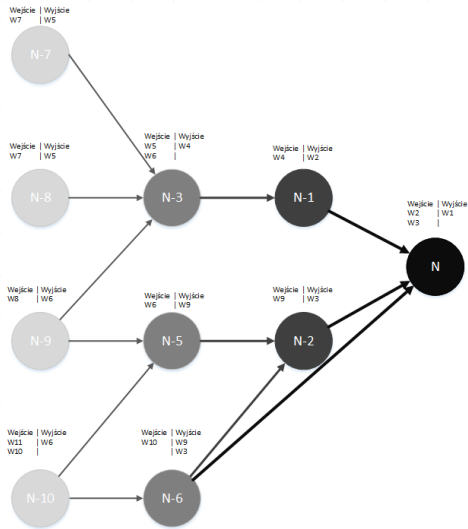 Wejście | Wyjście
W7 | W5
N-7
Wejście | Wyjście
W7 | W5
N-8
Wejście | Wyjście
W5 | W4
W6 |
N-3
Wejście | Wyjście
W4 | W2
N-1
Wejście | Wyjście
W2 | W1
W3 |
N
Wejście | Wyjście
W8 | W6
N-9
Wejście | Wyjście
W6 | W9
N-5
Wejście | Wyjście
W9 | W3
N-2
Wejście | Wyjście
W11 | W6
W10 |
N-10
Wejście | Wyjście
W10 | W9
| W3
N-6